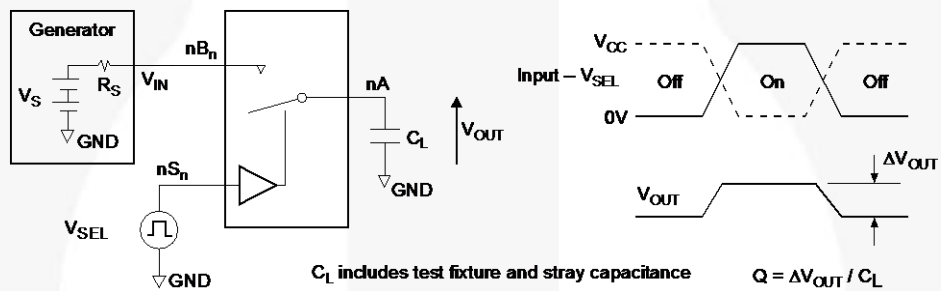 Generator
nBn
VS
RS
VIN
GND
nA
CL
VOUT
GND
nSn
VSEL
GND
CL includes test fixture and stray capacitance
VCC
Input – VSEL
0V
Off
On
Off
VOUT
ΔVOUT
Q = ΔVOUT / CL